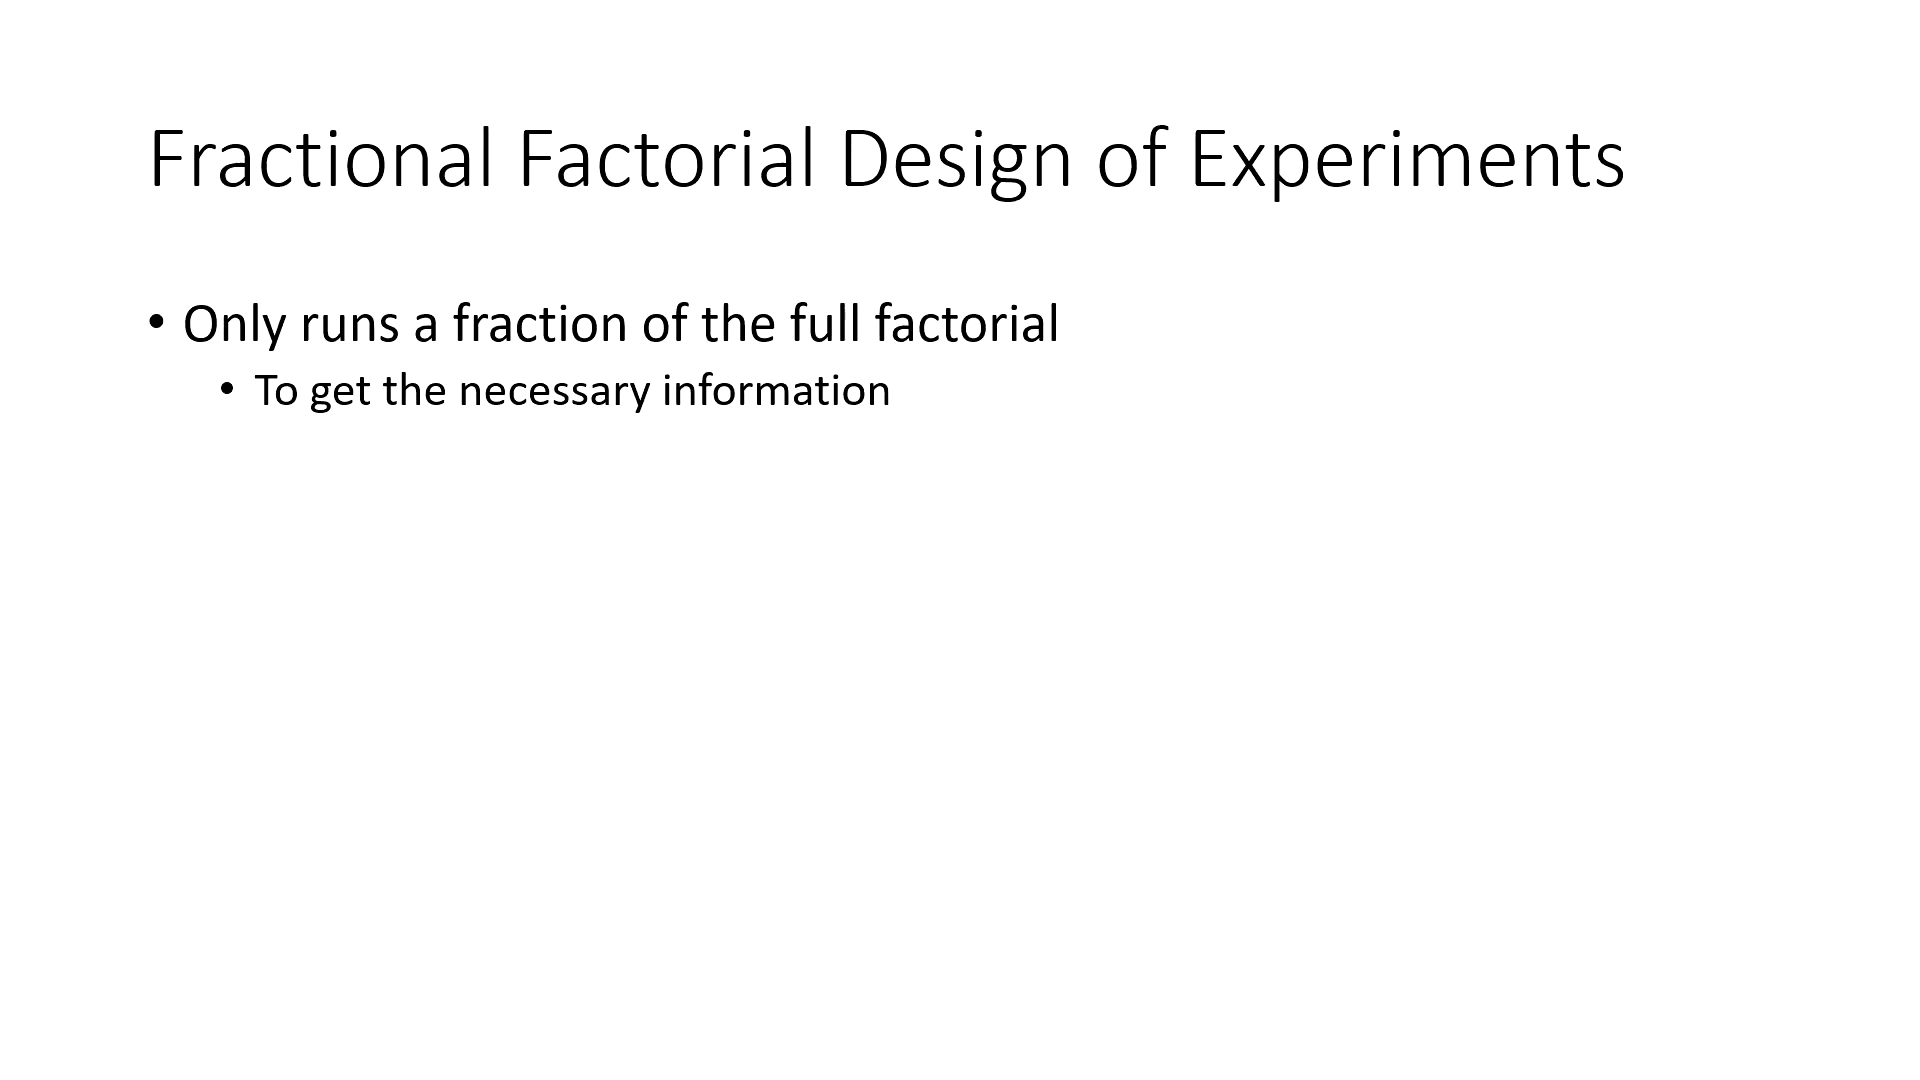 Fractional Factorial Design of Experiments
• Only runs a fraction of the full factorial
• To get the necessary information